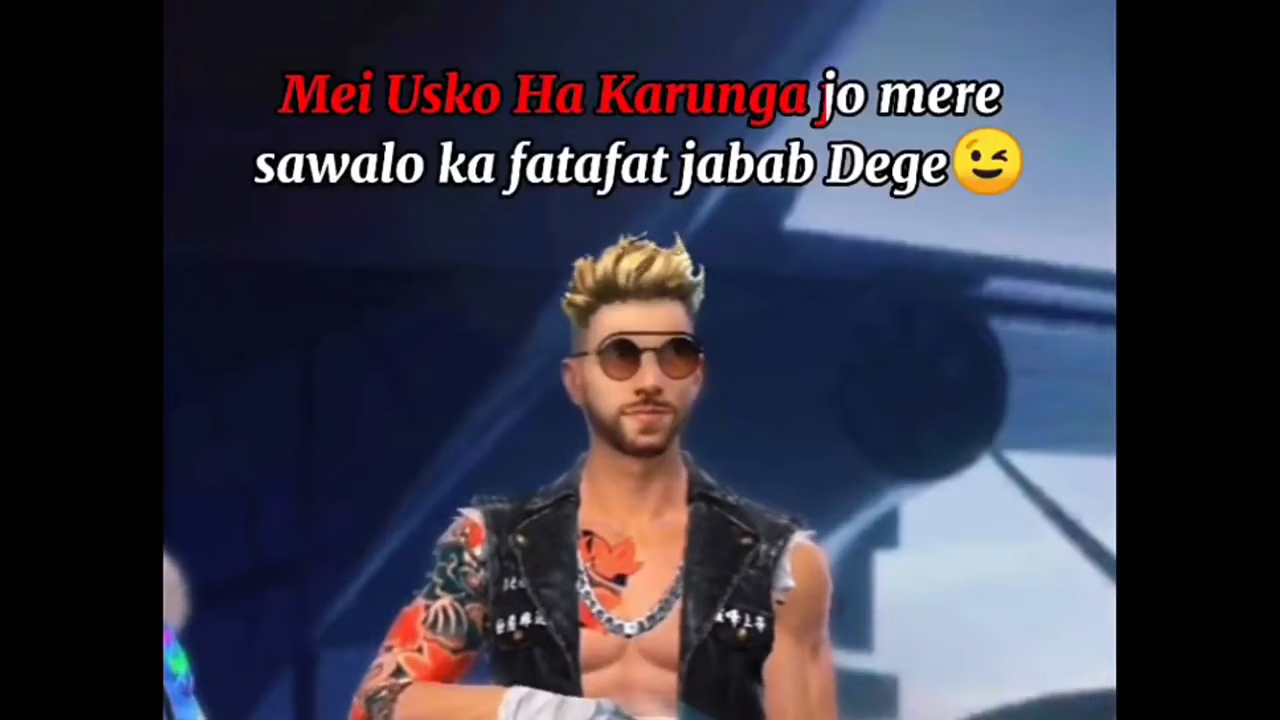 Mei Usko Ha Karunga jo mere
sawalo ka fatafat jabab Dege😉